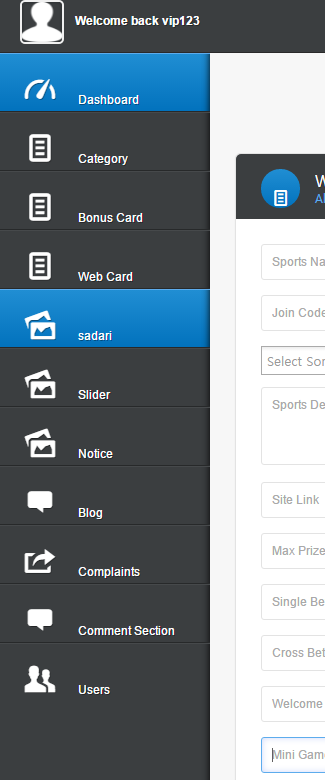 Welcome back vip123
Dashboard
Category
Bonus Card
Web Card
sadari
Slider
Notice
Blog
Complaints
Comment Section
Users
Sports Na
Join Code
Select Sor
Sports De
Site Link
Max Prize
Single Be
Cross Bet
Welcome
Mini Gam